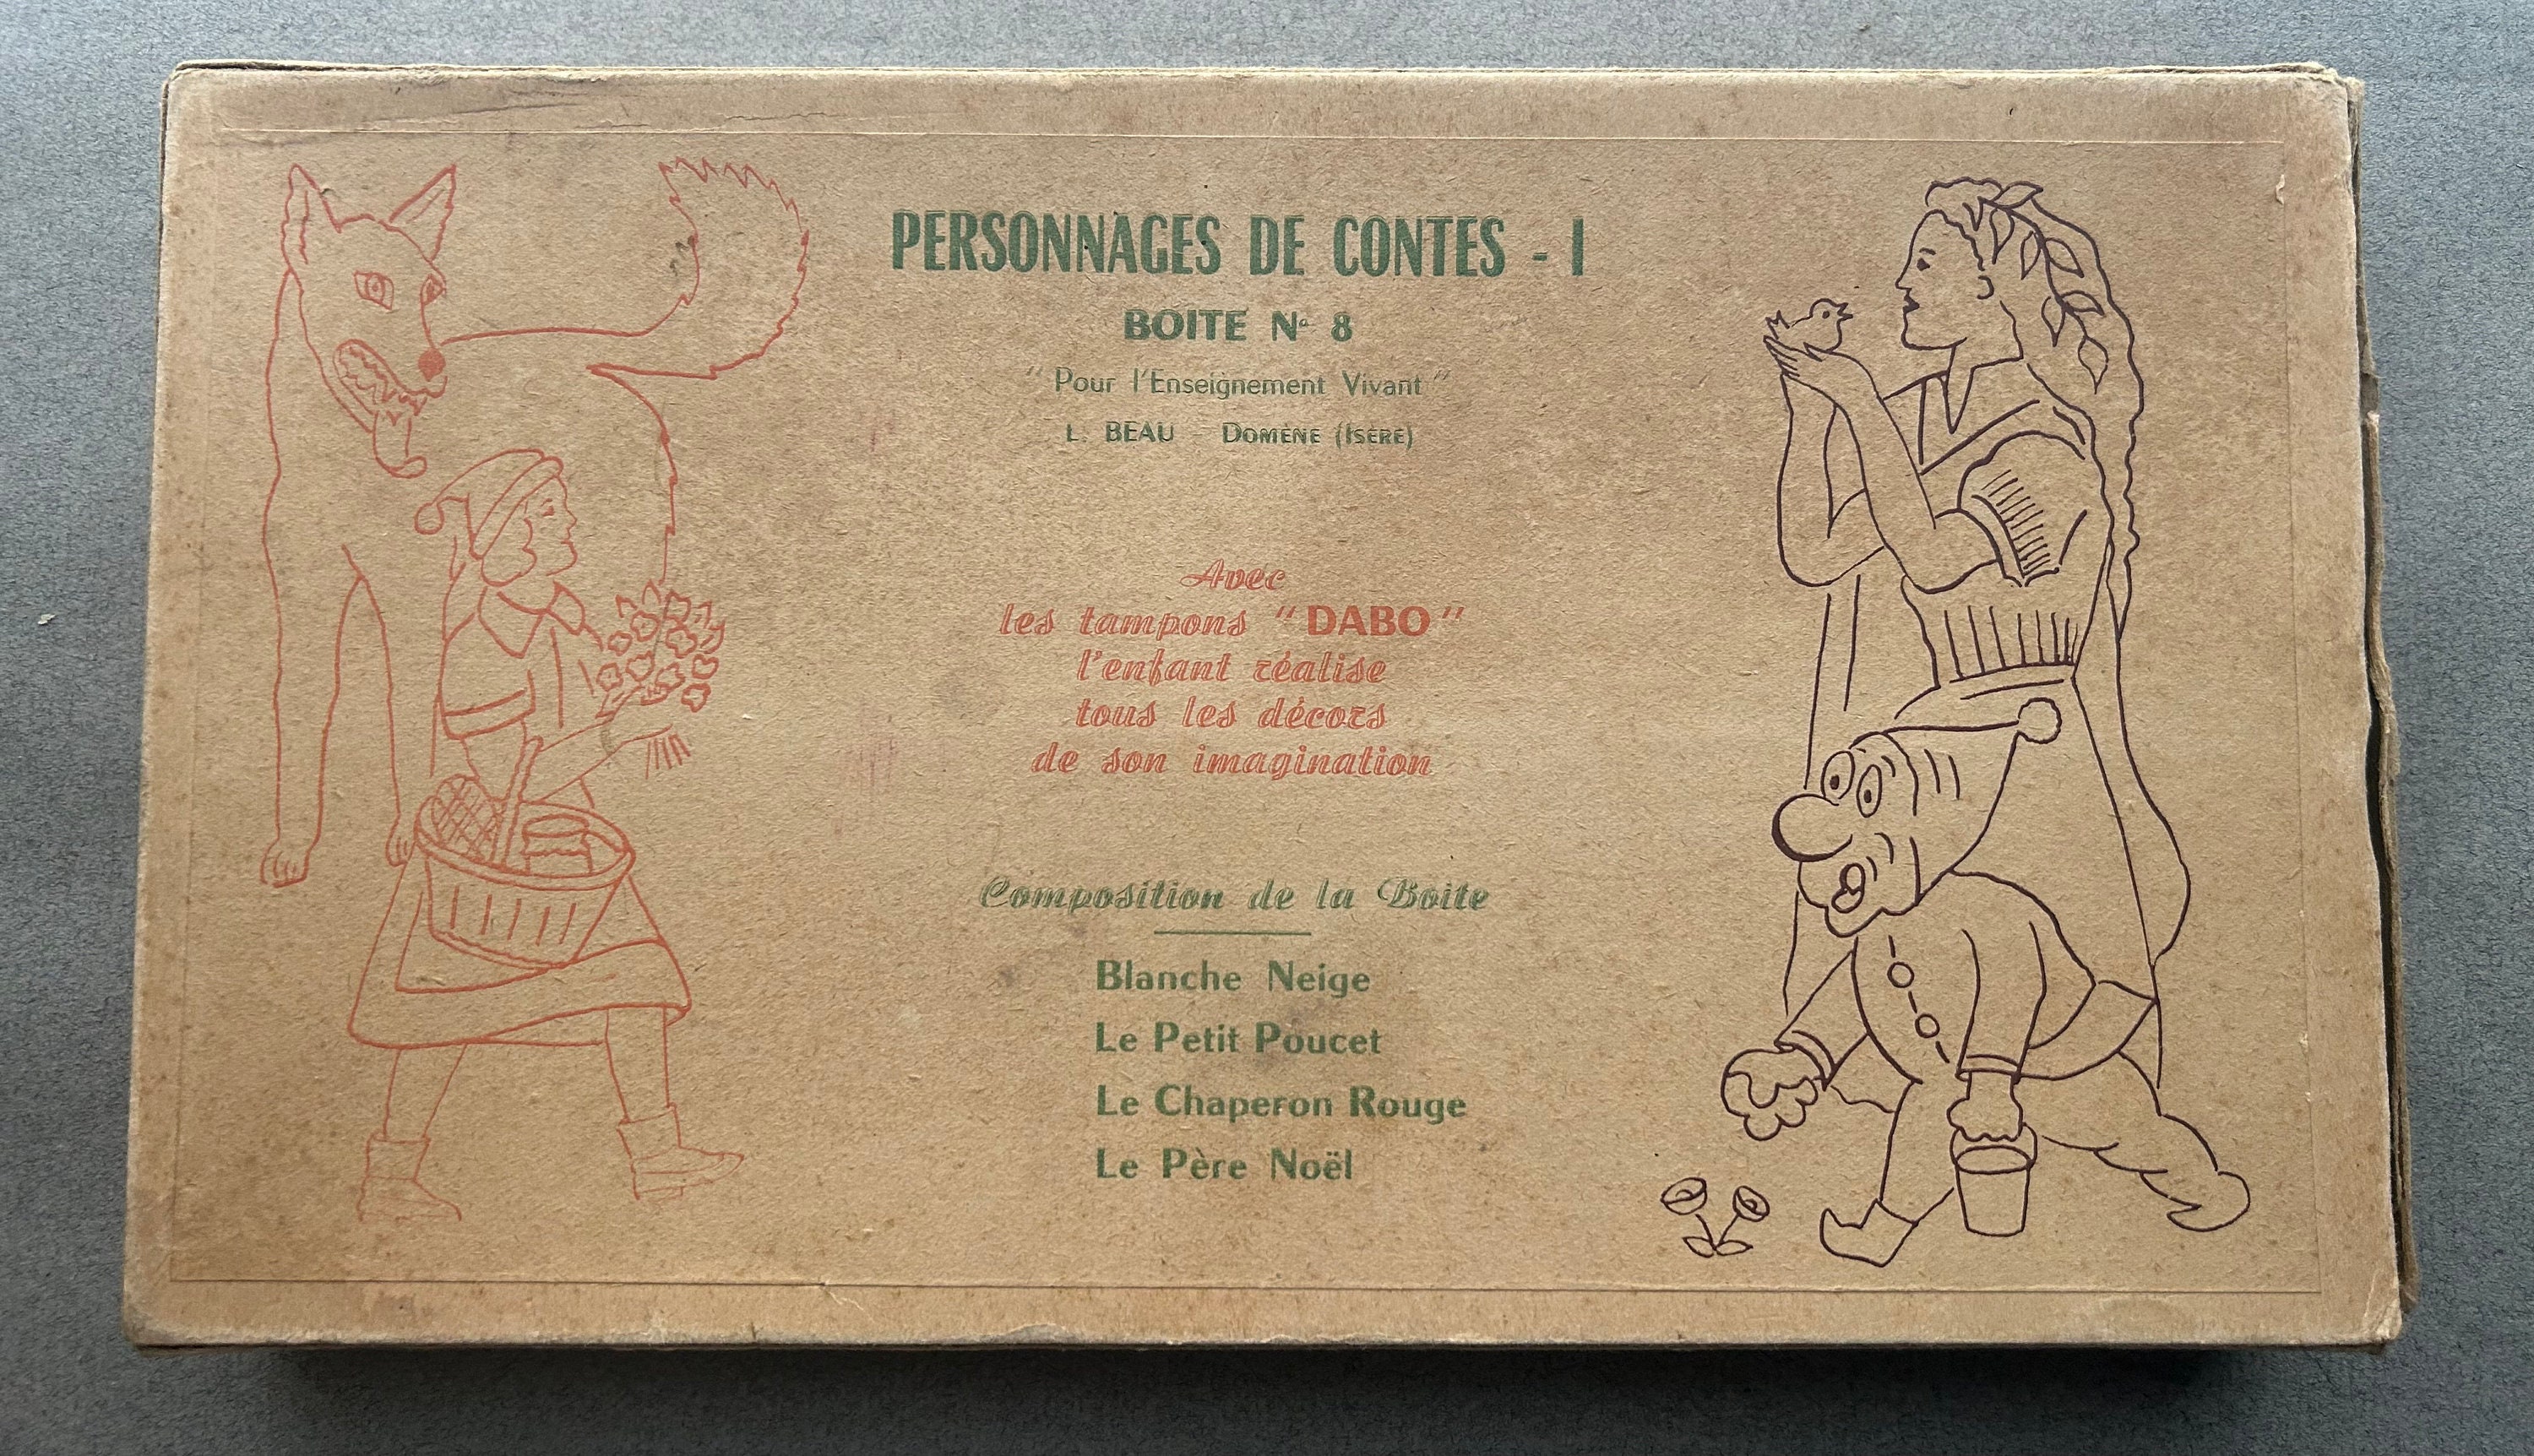 PERSONNAGES DE CONTES - I
BOITE No 8
" Pour l'Enseignement Vivant "
L. BEAU - DOMÈNE (ISÈRE)
Avec
les tampons "DABO"
l'enfant réalise
tous les décors
de son imagination
Composition de la Boite
Blanche Neige
Le Petit Poucet
Le Chaperon Rouge
Le Père Noël